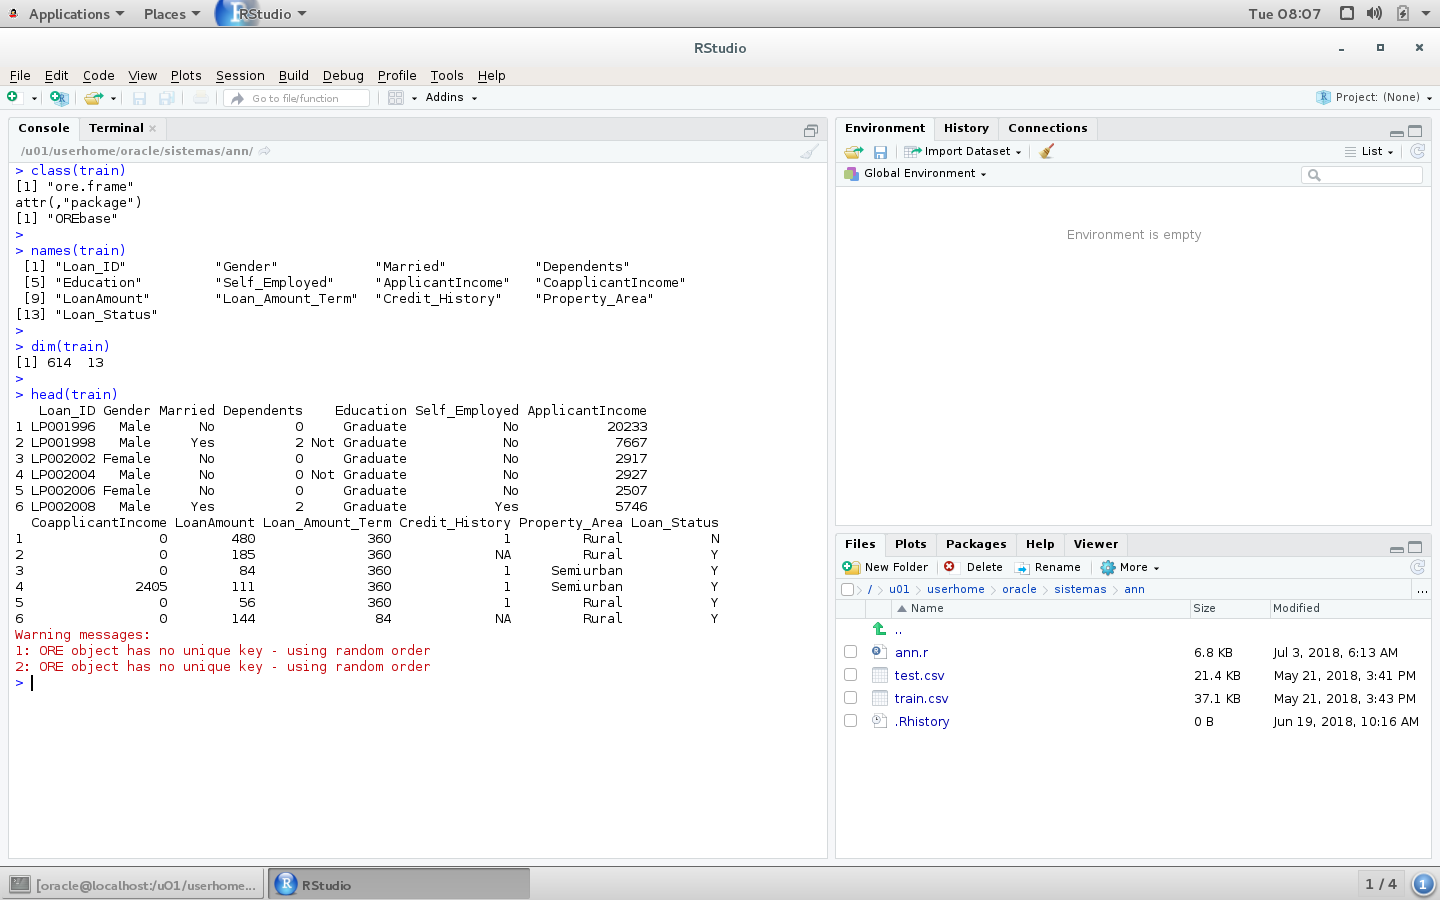 Applications Places RStudio Tue 08:07
RStudio
File Edit Code View Plots Session Build Debug Profile Tools Help
Go to file/function Addins Project: (None)
Console Terminal
/u01/userhome/oracle/sistemas/ann/
> class(train)
[1] "ore.frame"
attr(,"package")
[1] "OREbase"
>
> names(train)
[1] "Loan_ID" "Gender" "Married" "Dependents"
[5] "Education" "Self_Employed" "ApplicantIncome" "CoapplicantIncome"
[9] "LoanAmount" "Loan_Amount_Term" "Credit_History" "Property_Area"
[13] "Loan_Status"
>
> dim(train)
[1] 614 13
>
> head(train)
Loan_ID Gender Married Dependents Education Self_Employed ApplicantIncome
1 LP001996 Male No 0 Graduate No 20233
2 LP001998 Male Yes 2 Not Graduate No 7667
3 LP002002 Female No 0 Graduate No 2917
4 LP002004 Male No 0 Not Graduate No 2927
5 LP002006 Female No 0 Graduate No 2507
6 LP002008 Male Yes 2 Graduate Yes 5746
CoapplicantIncome LoanAmount Loan_Amount_Term Credit_History Property_Area Loan_Status
1 0 480 360 1 Rural N
2 0 185 360 NA Rural Y
3 0 84 360 1 Semiurban Y
4 2405 111 360 1 Semiurban Y
5 0 56 360 1 Rural Y
6 0 144 84 NA Rural Y
Warning messages:
1: ORE object has no unique key - using random order
2: ORE object has no unique key - using random order
>
Environment History Connections
Import Dataset List
Global Environment
Environment is empty
Files Plots Packages Help Viewer
New Folder Delete Rename More
/ u01 userhome oracle sistemas ann ...
Name Size Modified
..
ann.r 6.8 KB Jul 3, 2018, 6:13 AM
test.csv 21.4 KB May 21, 2018, 3:41 PM
train.csv 37.1 KB May 21, 2018, 3:43 PM
.Rhistory 0 B Jun 19, 2018, 10:16 AM
[oracle@localhost:/u01/userhome... RStudio 1 / 4 1